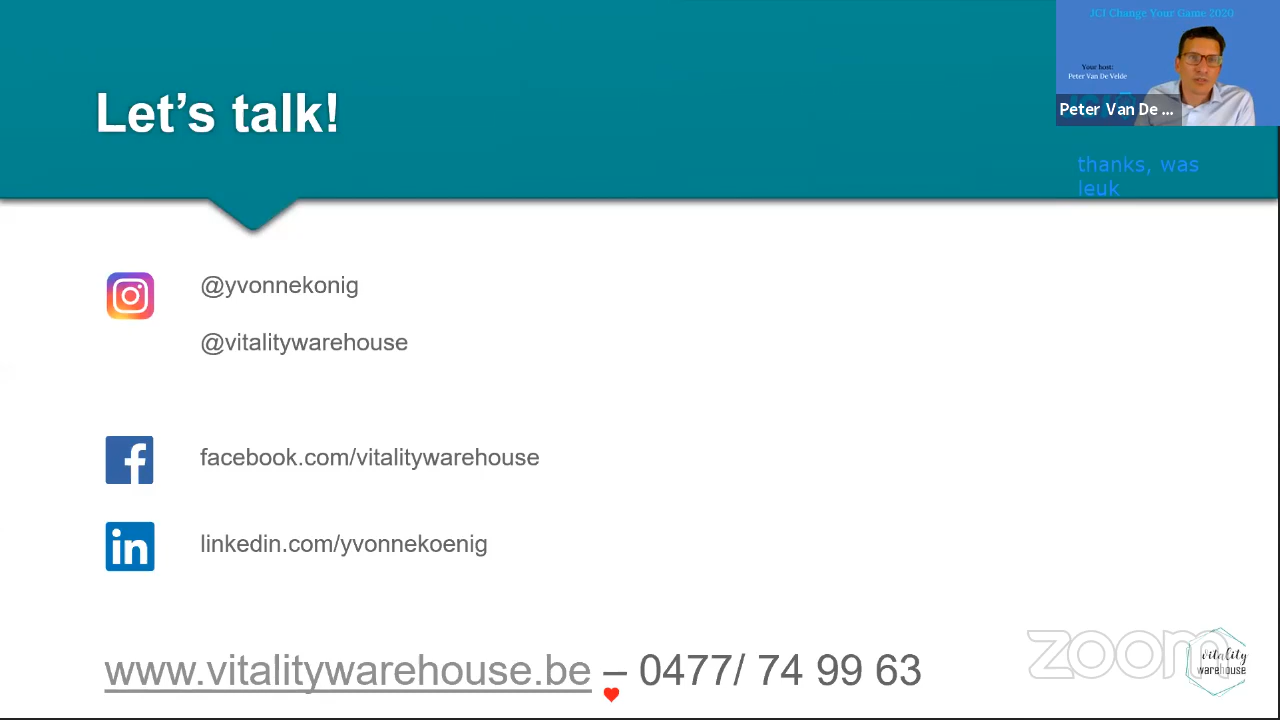 JCI Change Your Game 2020
Your host:
Peter Van De Velde
Peter Van De ...
Let's talk!
thanks, was
leuk
@yvonnekonig
@vitalitywarehouse
facebook.com/vitalitywarehouse
in
linkedin.com/yvonnekoenig
www.vitalitywarehouse.be – 0477/ 74 99 63
zoom
vitality
warehouse